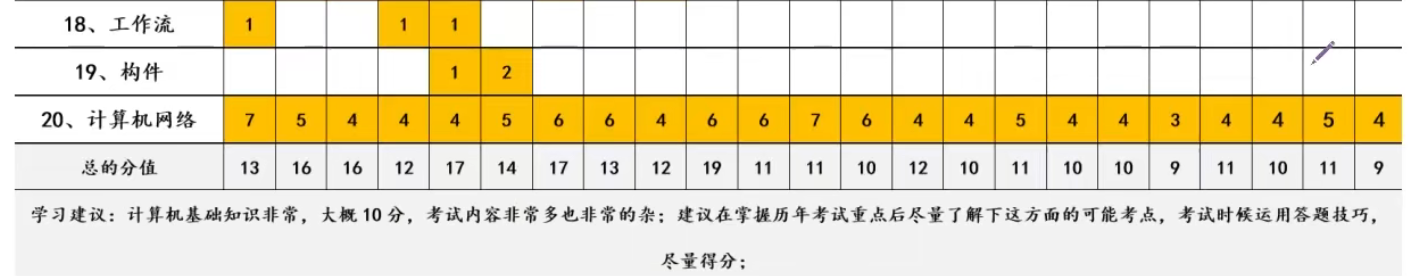 18、工作流 1 1 1
19、构件 1 2
20、计算机网络 7 5 4 4 4 5 6 6 4 6 6 7 6 4 4 5 4 4 3 4 4 5 4
总的分值 13 16 16 12 17 14 17 13 12 19 11 11 10 12 10 11 10 10 9 11 10 11 9
学习建议：计算机基础知识非常，大概10分，考试内容非常多也非常的杂；建议在掌握历年考试重点后尽量了解下这方面的可能考点，考试时候运用答题技巧，
尽量得分；